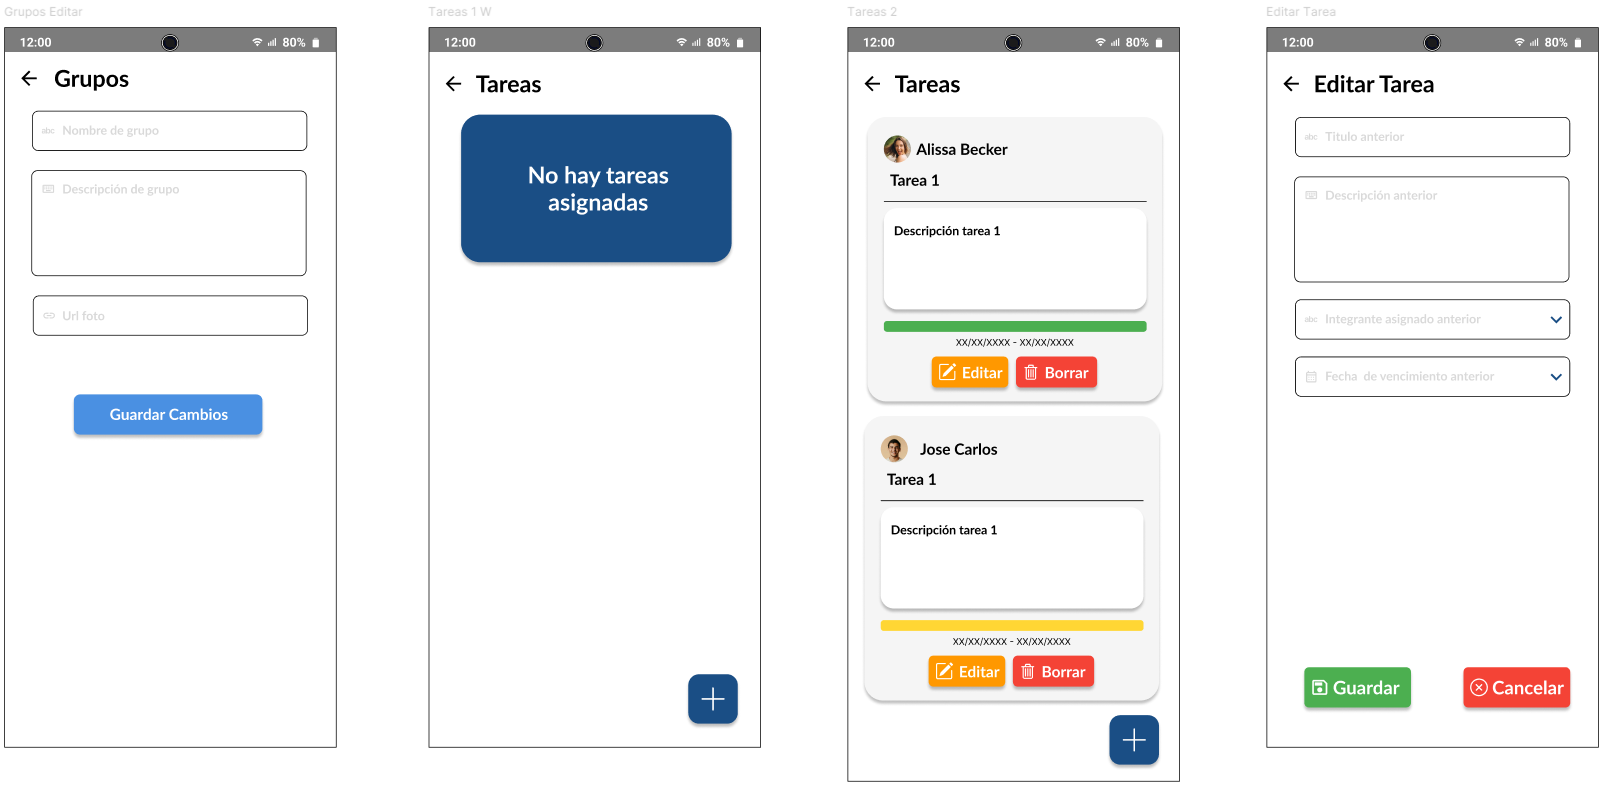 Grupos Editar
12:00
80%
Grupos
abc Nombre de grupo
Descripción de grupo
Url foto
Guardar Cambios
Tareas 1 W
12:00
80%
Tareas
No hay tareas
asignadas
Tareas 2
12:00
80%
Tareas
Alissa Becker
Tarea 1
Descripción tarea 1
xx/xx/xxxx - xx/xx/xxxx
Editar
Borrar
Jose Carlos
Tarea 1
Descripción tarea 1
xx/xx/xxxx - xx/xx/xxxx
Editar
Borrar
Editar Tarea
12:00
80%
Editar Tarea
abc Titulo anterior
Descripción anterior
abc Integrante asignado anterior
Fecha de vencimiento anterior
Guardar
Cancelar